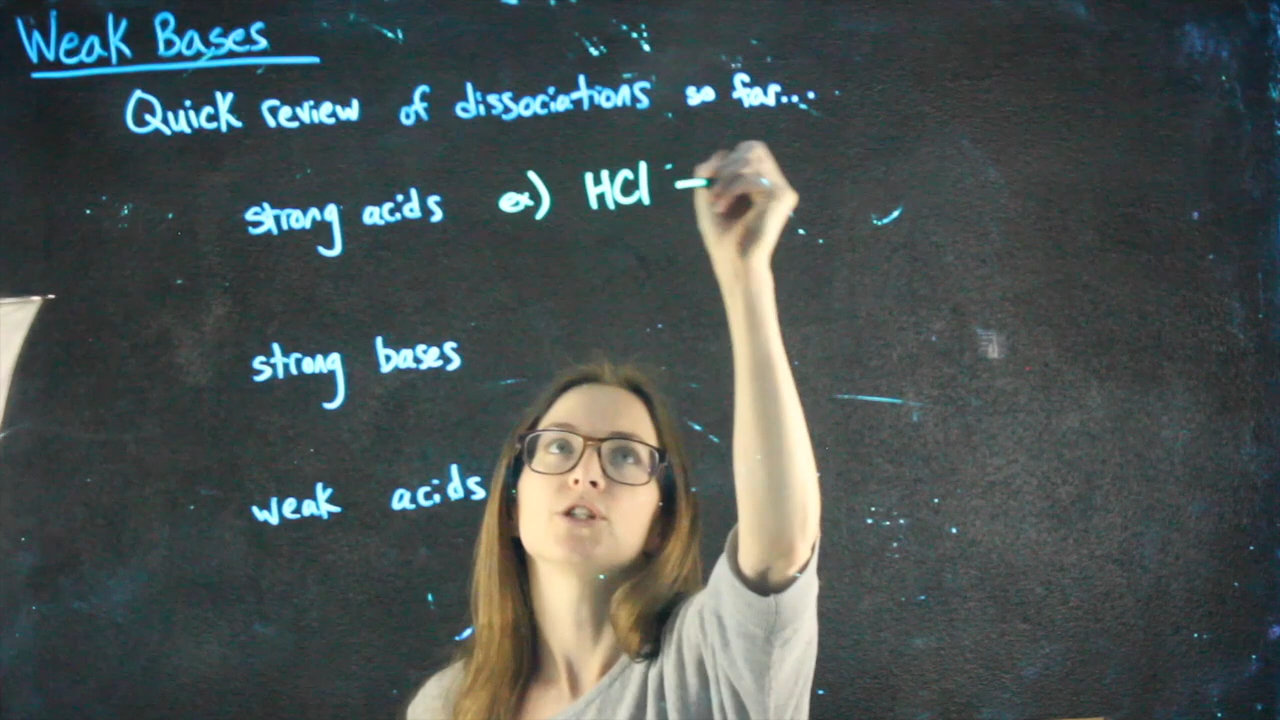 Weak Bases
Quick review of dissociations so far...
strong acids ex) HCl –
strong bases
weak acids